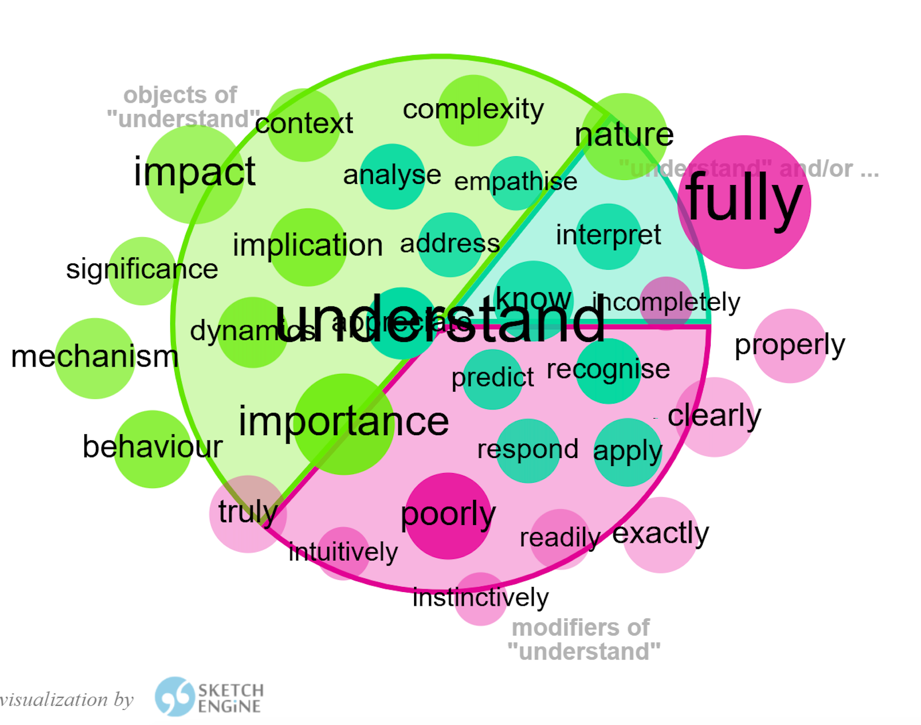 objects of
"understand"
context
complexity
nature
impact
analyse
empathise
"understand" and/or ...
fully
implication
address
interpret
significance
know
incompletely
understand
dynamics
appreciate
mechanism
properly
predict
recognise
importance
clearly
behaviour
respond
apply
truly
poorly
intuitively
readily
exactly
instinctively
modifiers of
"understand"
visualization by
SKETCH
ENGINE